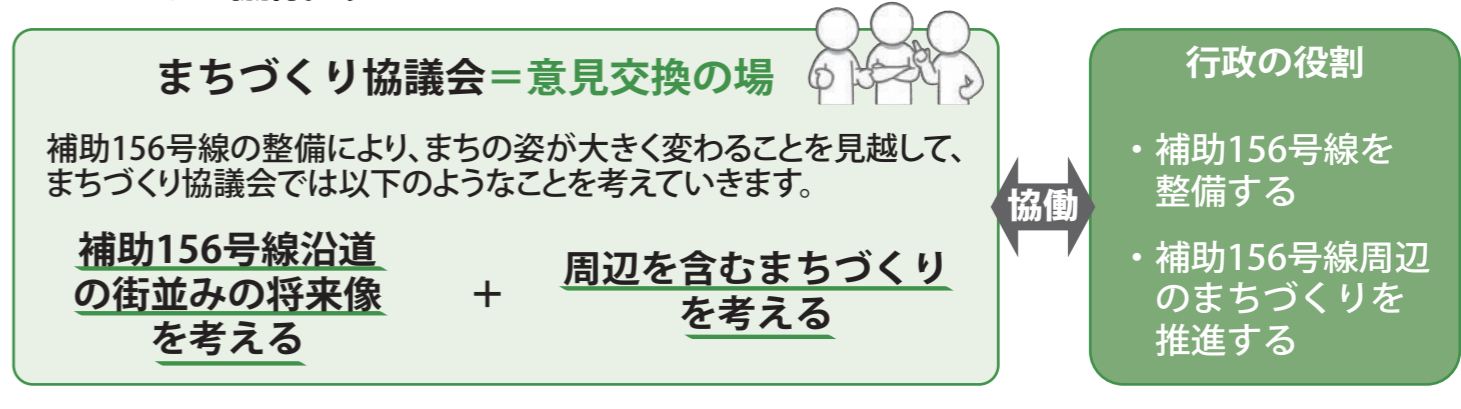 まちづくり協議会＝意見交換の場
補助156号線の整備により、まちの姿が大きく変わることを見越して、
まちづくり協議会では以下のようなことを考えていきます。
補助156号線沿道
の街並みの将来像
を考える
＋
周辺を含むまちづくり
を考える
協働
行政の役割
・補助156号線を
整備する
・補助156号線周辺
のまちづくりを
推進する